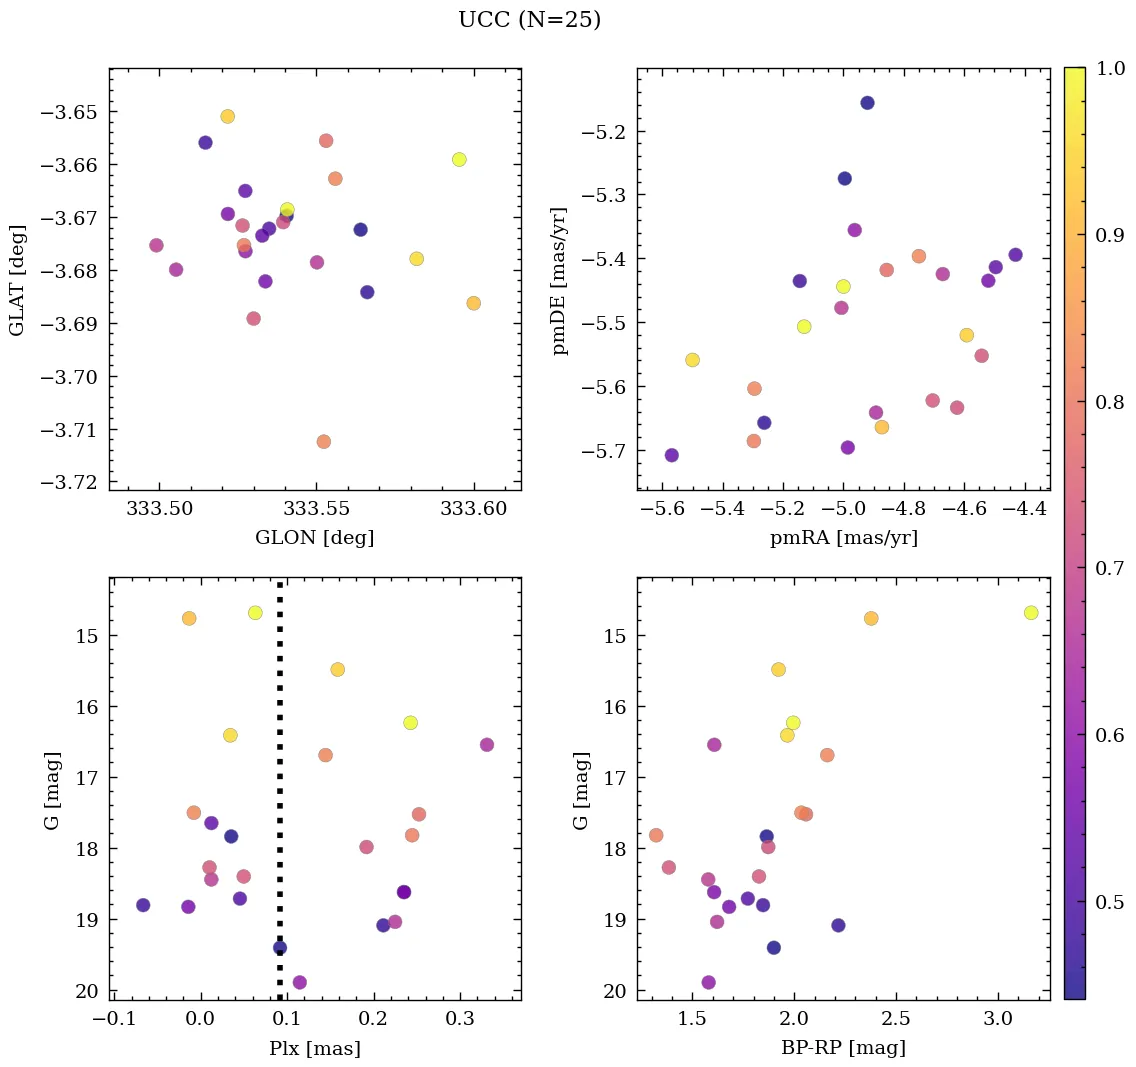 UCC (N=25)
−3.65
−3.66
−3.67
−3.68
−3.69
−3.70
−3.71
−3.72
GLAT [deg]
333.50 333.55 333.60
GLON [deg]
−5.2
−5.3
−5.4
−5.5
−5.6
−5.7
pmDE [mas/yr]
−5.6 −5.4 −5.2 −5.0 −4.8 −4.6 −4.4
pmRA [mas/yr]
15
16
17
18
19
20
G [mag]
−0.1 0.0 0.1 0.2 0.3
Plx [mas]
15
16
17
18
19
20
G [mag]
1.5 2.0 2.5 3.0
BP-RP [mag]
1.0
0.9
0.8
0.7
0.6
0.5